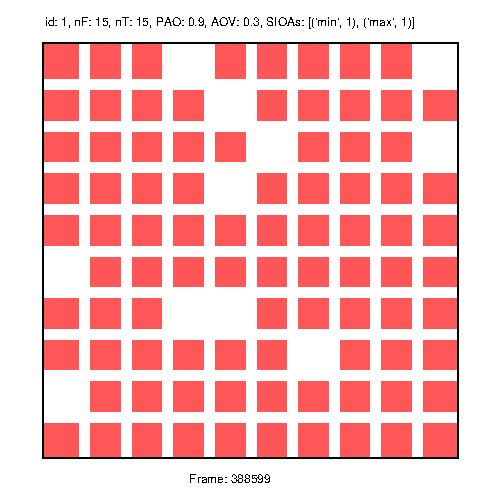 id: 1, nF: 15, nT: 15, PAO: 0.9, AOV: 0.3, SIOAs: [('min', 1), ('max', 1)]
Frame: 388599